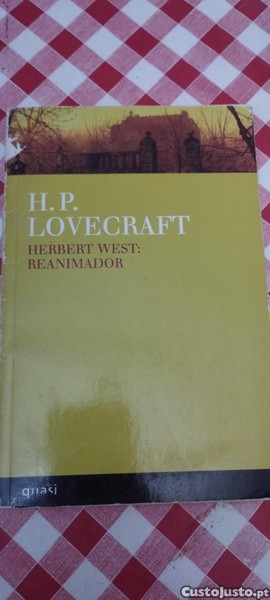 H. P.
LOVECRAFT
HERBERT WEST:
REANIMADOR
quasi
CustoJusto.pt